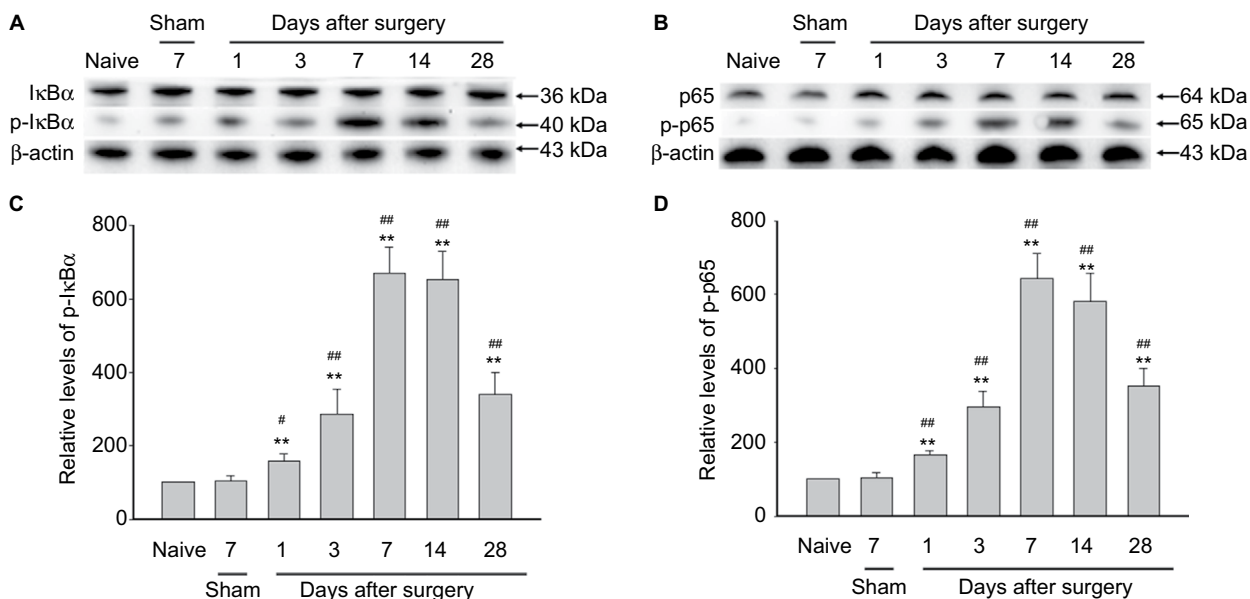 A
Sham
Days after surgery
Naive 7 1 3 7 14 28
IκBα 36 kDa
p-IκBα 40 kDa
β-actin 43 kDa
B
Sham
Days after surgery
Naive 7 1 3 7 14 28
p65 64 kDa
p-p65 65 kDa
β-actin 43 kDa
C
Relative levels of p-IκBα
800
600
400
200
0
#
**
##
**
##
**
##
**
##
**
Naive 7 1 3 7 14 28
Sham Days after surgery
D
Relative levels of p-p65
800
600
400
200
0
##
**
##
**
##
**
##
**
##
**
Naive 7 1 3 7 14 28
Sham Days after surgery